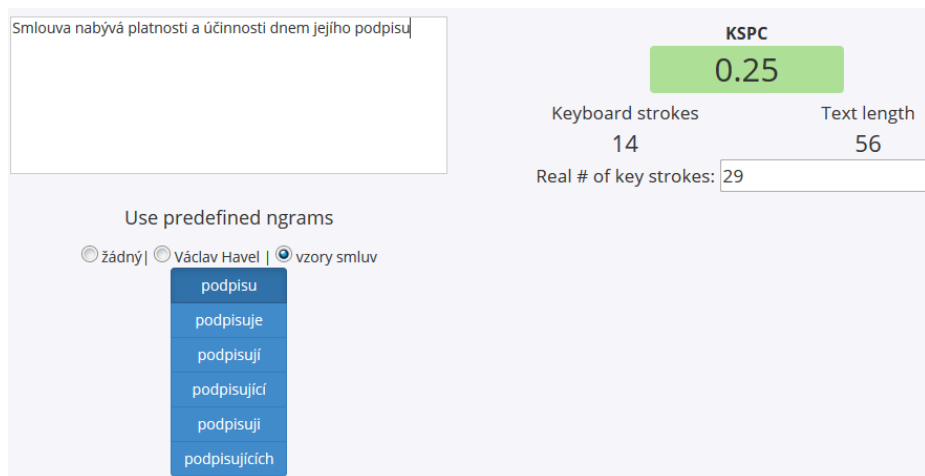 Smlouva nabývá platnosti a účinnosti dnem jejího podpisu
KSPC
0.25
Keyboard strokes Text length
14 56
Real # of key strokes: 29
Use predefined ngrams
žádný| Václav Havel | vzory smluv
podpisu
podpisuje
podpisují
podpisující
podpisuji
podpisujících